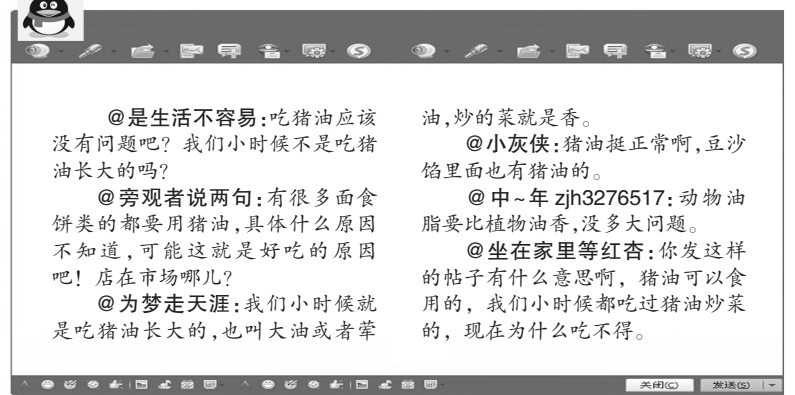 @是生活不容易:吃猪油应该
没有问题吧？我们小时候不是吃猪
油长大的吗?
@旁观者说两句:有很多面食
饼类的都要用猪油,具体什么原因
不知道,可能这就是好吃的原因
吧！店在市场哪儿?
@为梦走天涯:我们小时候就
是吃猪油长大的,也叫大油或者荤
油,炒的菜就是香。
@小灰侠:猪油挺正常啊,豆沙
馅里面也有猪油的。
@中~年 zjh3276517:动物油
脂要比植物油香,没多大问题。
@坐在家里等红杏:你发这样
的帖子有什么意思啊，猪油可以食
用的，我们小时候都吃过猪油炒菜
的，现在为什么吃不得。
关闭(C) 发送(S)